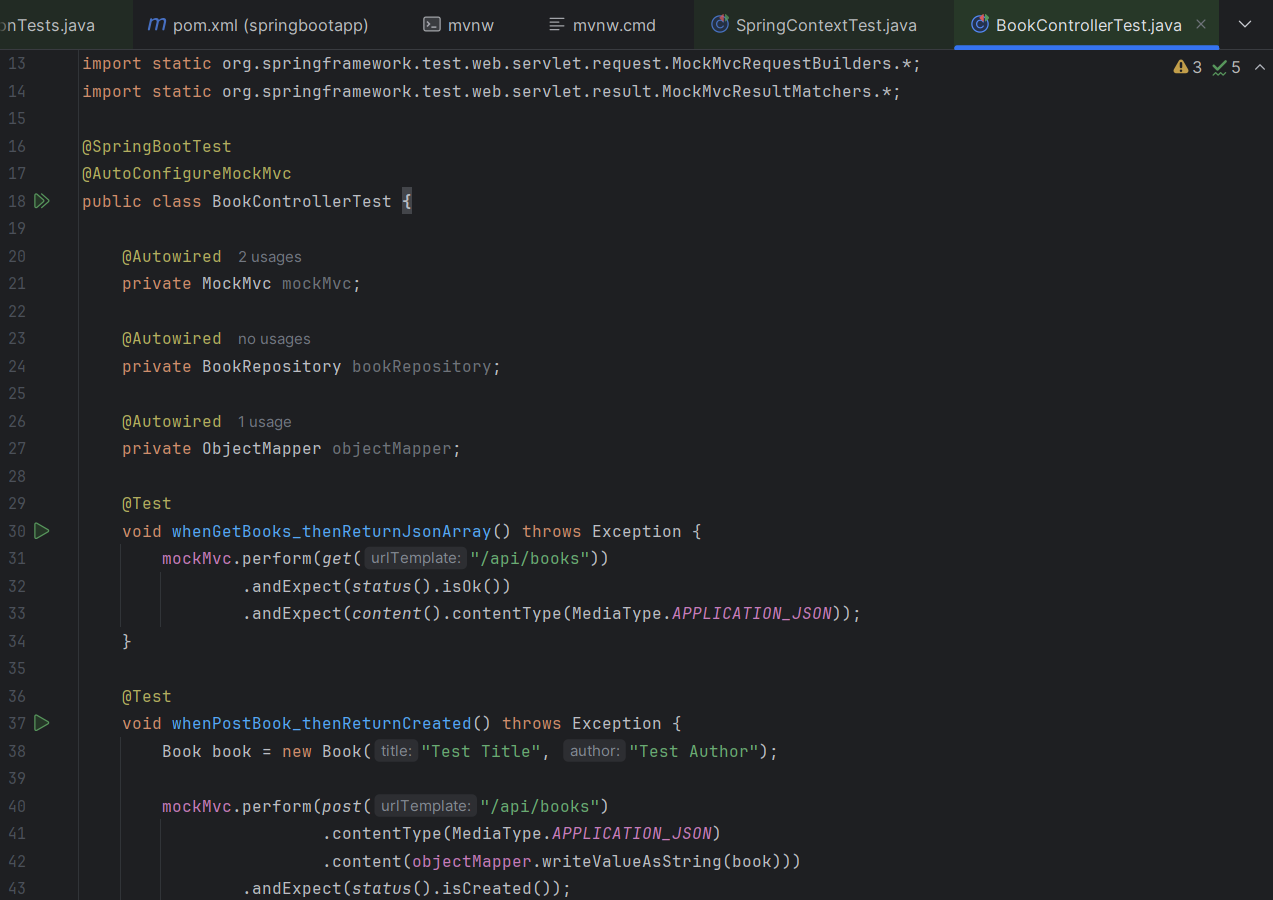 nTests.java pom.xml (springbootapp) mvnw mvnw.cmd SpringContextTest.java BookControllerTest.java
3 5
13 import static org.springframework.test.web.servlet.request.MockMvcRequestBuilders.*;
14 import static org.springframework.test.web.servlet.result.MockMvcResultMatchers.*;
15
16 @SpringBootTest
17 @AutoConfigureMockMvc
18 public class BookControllerTest {
19
20 @Autowired 2 usages
21 private MockMvc mockMvc;
22
23 @Autowired no usages
24 private BookRepository bookRepository;
25
26 @Autowired 1 usage
27 private ObjectMapper objectMapper;
28
29 @Test
30 void whenGetBooks_thenReturnJsonArray() throws Exception {
31 mockMvc.perform(get( urlTemplate: "/api/books"))
32 .andExpect(status().isOk())
33 .andExpect(content().contentType(MediaType.APPLICATION_JSON));
34 }
35
36 @Test
37 void whenPostBook_thenReturnCreated() throws Exception {
38 Book book = new Book( title: "Test Title", author: "Test Author");
39
40 mockMvc.perform(post( urlTemplate: "/api/books")
41 .contentType(MediaType.APPLICATION_JSON)
42 .content(objectMapper.writeValueAsString(book)))
43 .andExpect(status().isCreated());